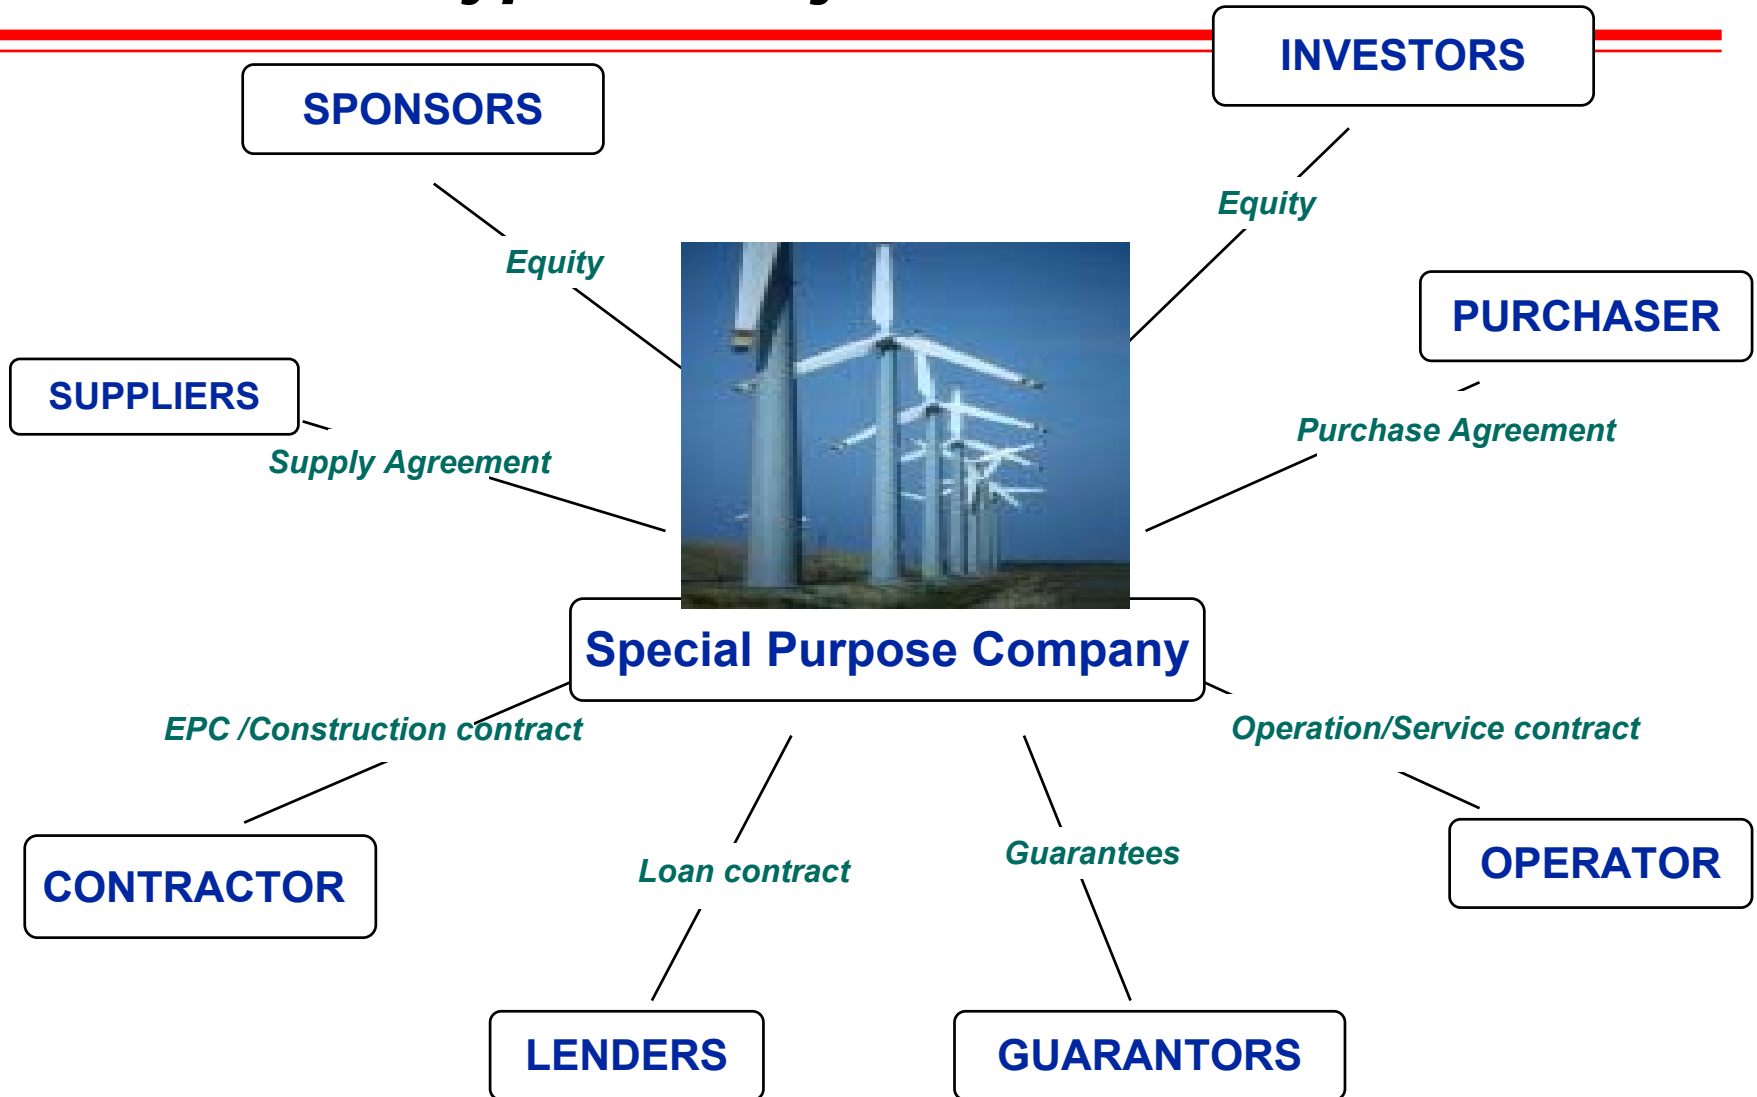 INVESTORS
SPONSORS
Equity
Equity
PURCHASER
SUPPLIERS
Purchase Agreement
Supply Agreement
Special Purpose Company
EPC /Construction contract
Operation/Service contract
Guarantees
Loan contract
OPERATOR
CONTRACTOR
LENDERS
GUARANTORS